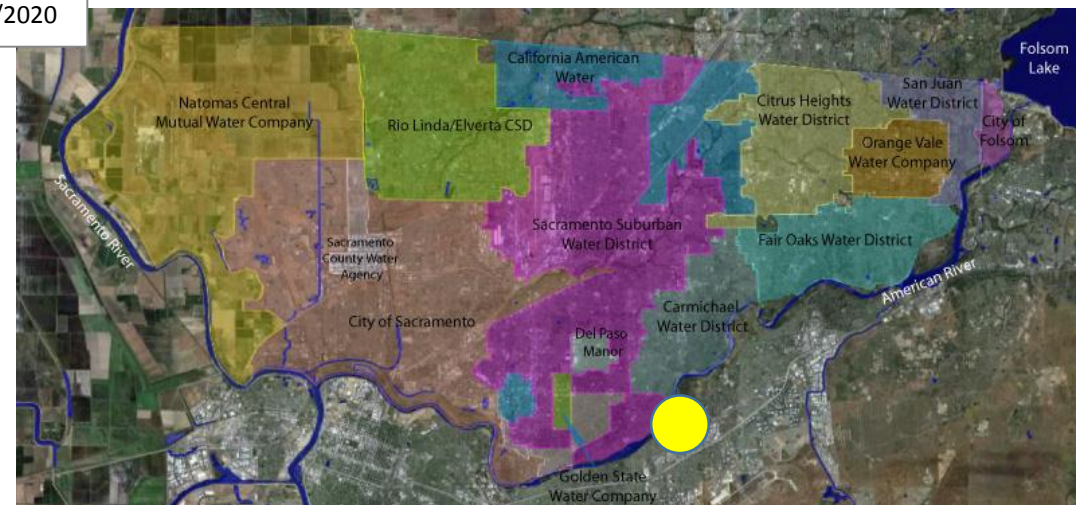 /2020
Folsom
Lake
California American
Water
San Juan
Water District
Natomas Central
Mutual Water Company
Citrus Heights
Water District
City of
Folsom
Rio Linda/Elverta CSD
Orange Vale
Water Company
Sacramento River
Sacramento Suburban
Water District
Fair Oaks Water District
Sacramento
County Water
Agency
American River
Carmichael
Water District
City of Sacramento
Del Paso
Manor
Golden State
Water Company